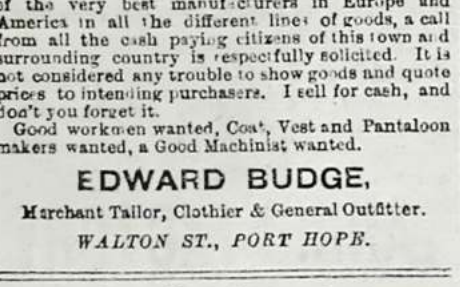 of the very best manufacturers in Europe and
America in all the different lines of goods, a call
from all the cash paying citizens of this town and
surrounding country is respectfully solicited. It is
not considered any trouble to show goods and quote
prices to intending purchasers. I sell for cash, and
don't you forget it.
Good workmen wanted, Coat, Vest and Pantaloon
makers wanted, a Good Machinist wanted.
EDWARD BUDGE,
Merchant Tailor, Clothier & General Outfitter.
WALTON ST., PORT HOPE.